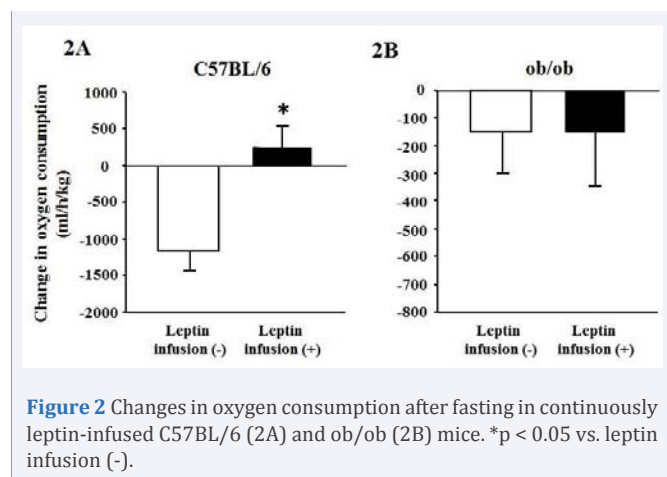 2A
C57BL/6
Change in oxygen consumption
(ml/h/kg)
1000
500
0
-500
-1000
-1500
-2000
*
Leptin
infusion (-)
Leptin
infusion (+)
2B
ob/ob
0
-100
-200
-300
-400
-500
-600
-700
-800
Leptin
infusion (-)
Leptin
infusion (+)
Figure 2 Changes in oxygen consumption after fasting in continuously
leptin-infused C57BL/6 (2A) and ob/ob (2B) mice. *p < 0.05 vs. leptin
infusion (-).